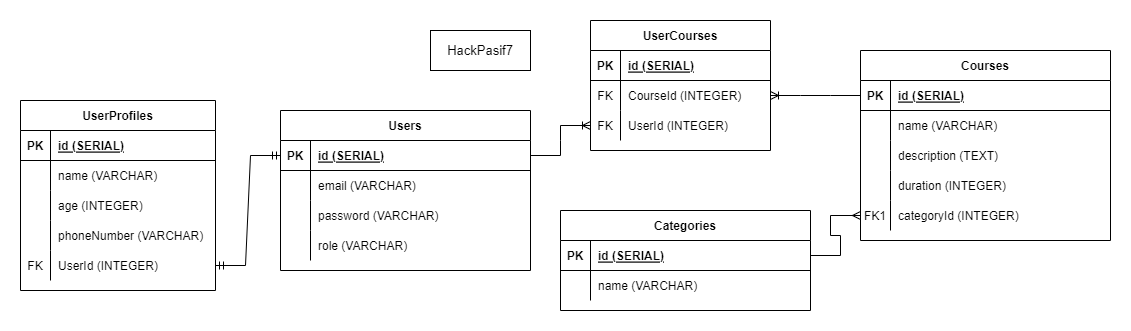 HackPasif7
UserProfiles
PK id (SERIAL)
name (VARCHAR)
age (INTEGER)
phoneNumber (VARCHAR)
FK UserId (INTEGER)
Users
PK id (SERIAL)
email (VARCHAR)
password (VARCHAR)
role (VARCHAR)
UserCourses
PK id (SERIAL)
FK CourseId (INTEGER)
FK UserId (INTEGER)
Categories
PK id (SERIAL)
name (VARCHAR)
Courses
PK id (SERIAL)
name (VARCHAR)
description (TEXT)
duration (INTEGER)
FK1 categoryId (INTEGER)